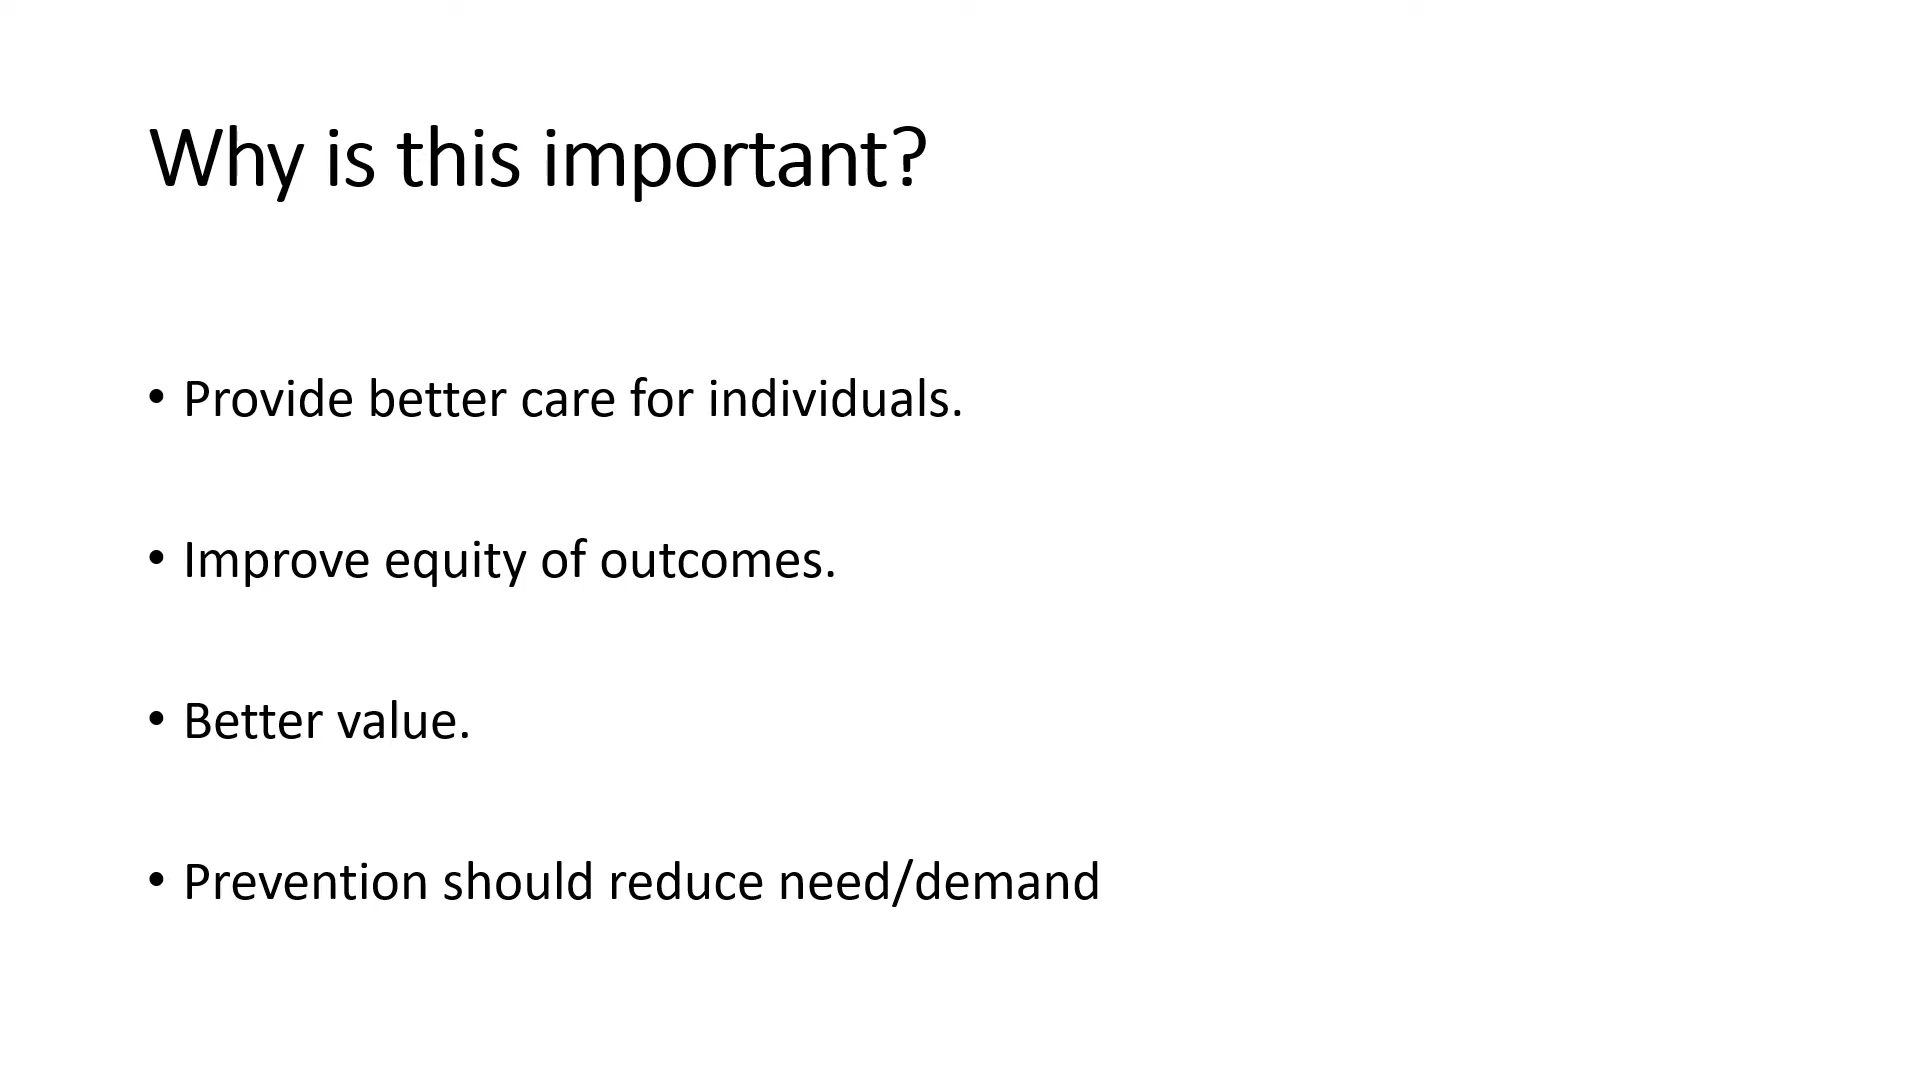 Why is this important?
• Provide better care for individuals.
• Improve equity of outcomes.
• Better value.
• Prevention should reduce need/demand